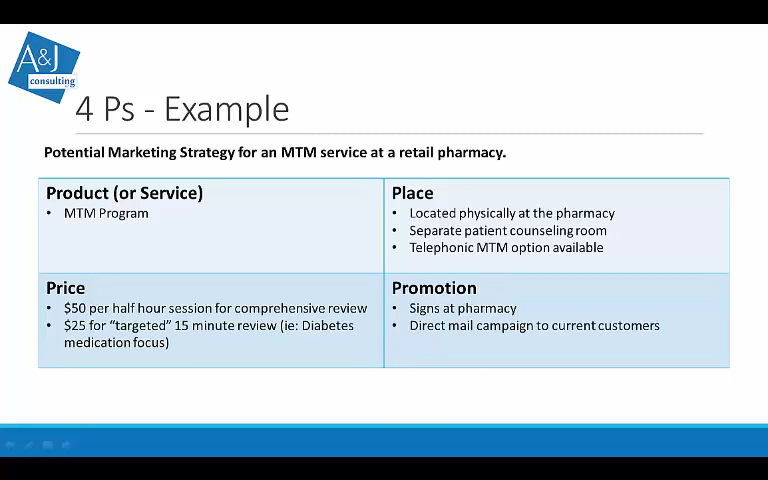 A&J
consulting
4 Ps - Example
Potential Marketing Strategy for an MTM service at a retail pharmacy.
Product (or Service)
• MTM Program
Place
• Located physically at the pharmacy
• Separate patient counseling room
• Telephonic MTM option available
Price
• $50 per half hour session for comprehensive review
• $25 for “targeted” 15 minute review (ie: Diabetes
medication focus)
Promotion
• Signs at pharmacy
• Direct mail campaign to current customers